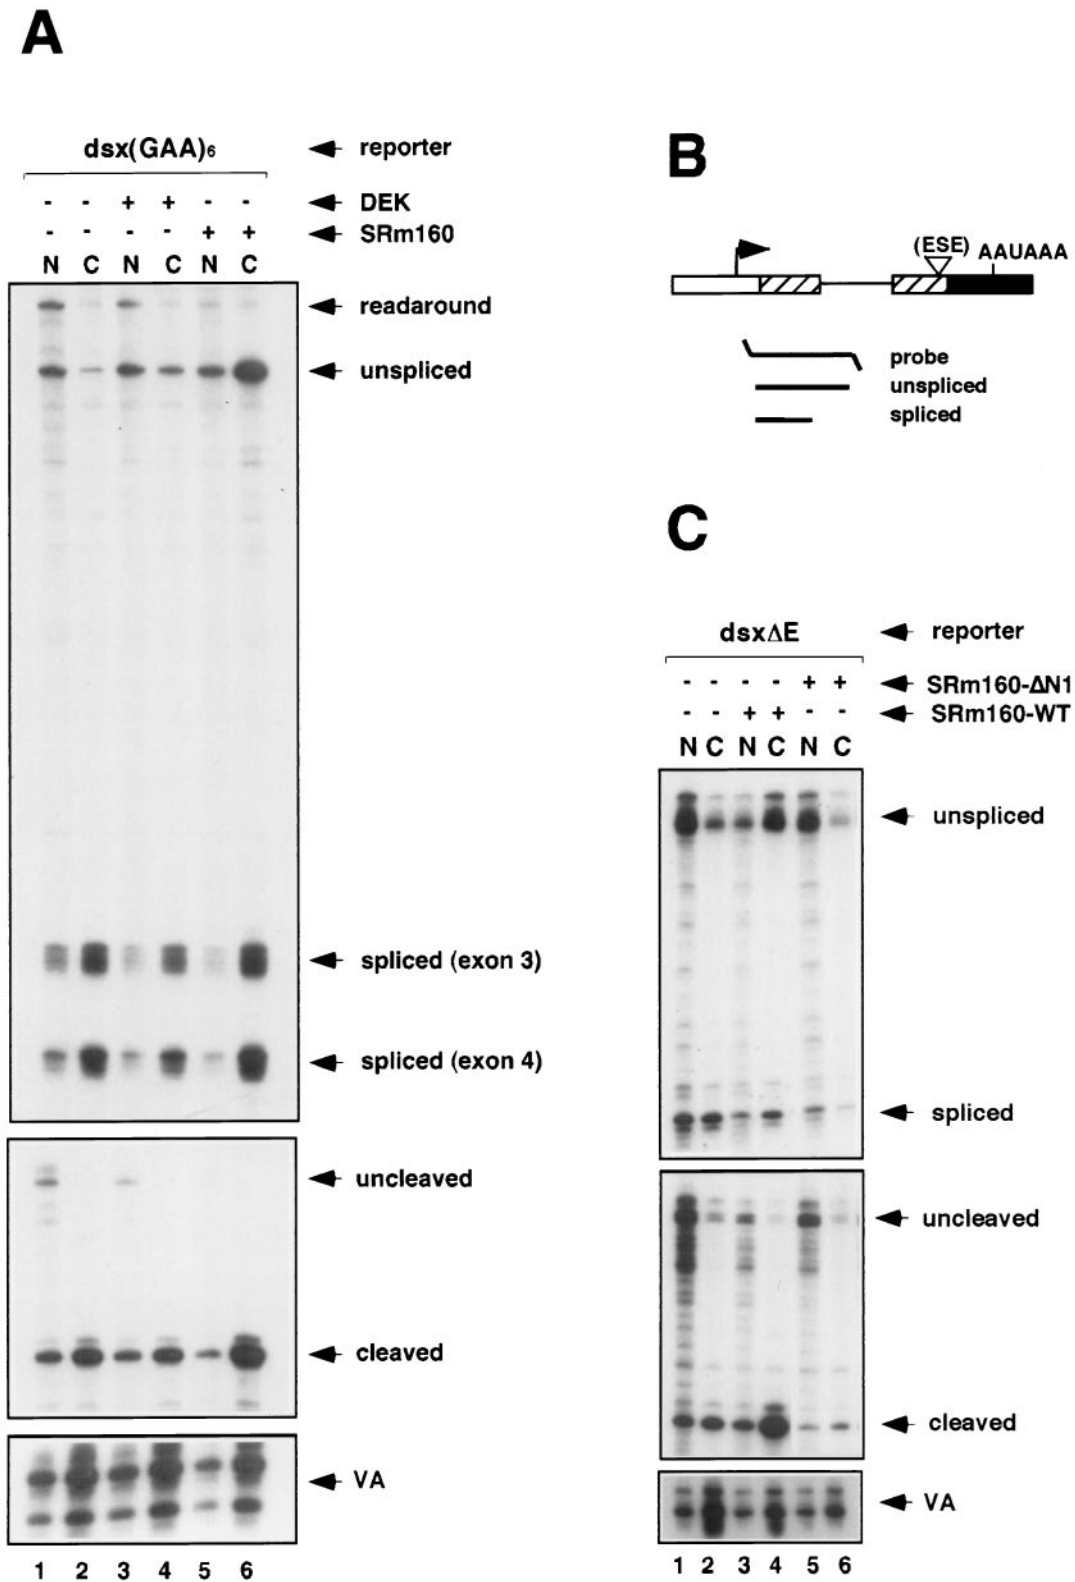 A
dsx(GAA)6
reporter
- - + + - -
DEK
- - - - + +
SRm160
N C N C N C
readaround
unspliced
spliced (exon 3)
spliced (exon 4)
uncleaved
cleaved
VA
1 2 3 4 5 6
B
(ESE) AAUAAA
probe
unspliced
spliced
C
dsxΔE
reporter
- - - - + +
SRm160-ΔN1
- - + + - -
SRm160-WT
N C N C N C
unspliced
spliced
uncleaved
cleaved
VA
1 2 3 4 5 6